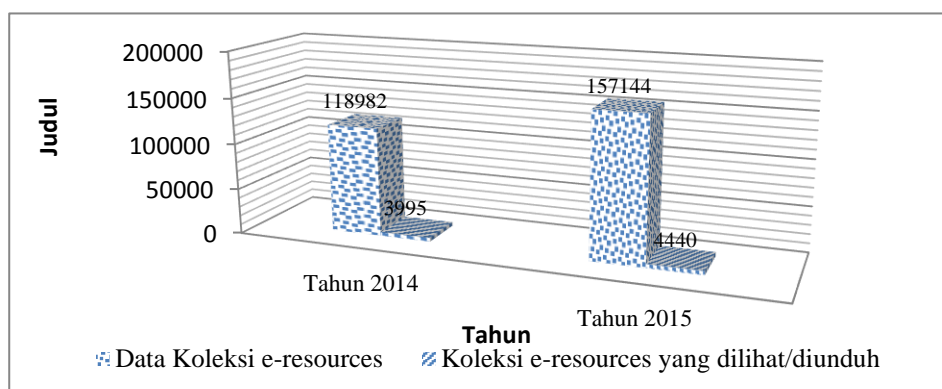 200000
150000
100000
50000
0
Judul
118982
3995
157144
4440
Tahun 2014
Tahun 2015
Tahun
Data Koleksi e-resources
Koleksi e-resources yang dilihat/diunduh